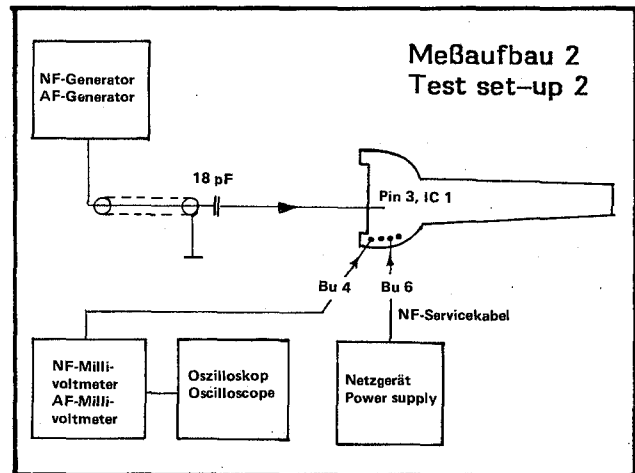 Meßaufbau 2
Test set-up 2
NF-Generator
AF-Generator
18 pF
Pin 3, IC 1
Bu 4
Bu 6
NF-Servicekabel
NF-Milli-
voltmeter
AF-Milli-
voltmeter
Oszilloskop
Oscilloscope
Netzgerät
Power supply